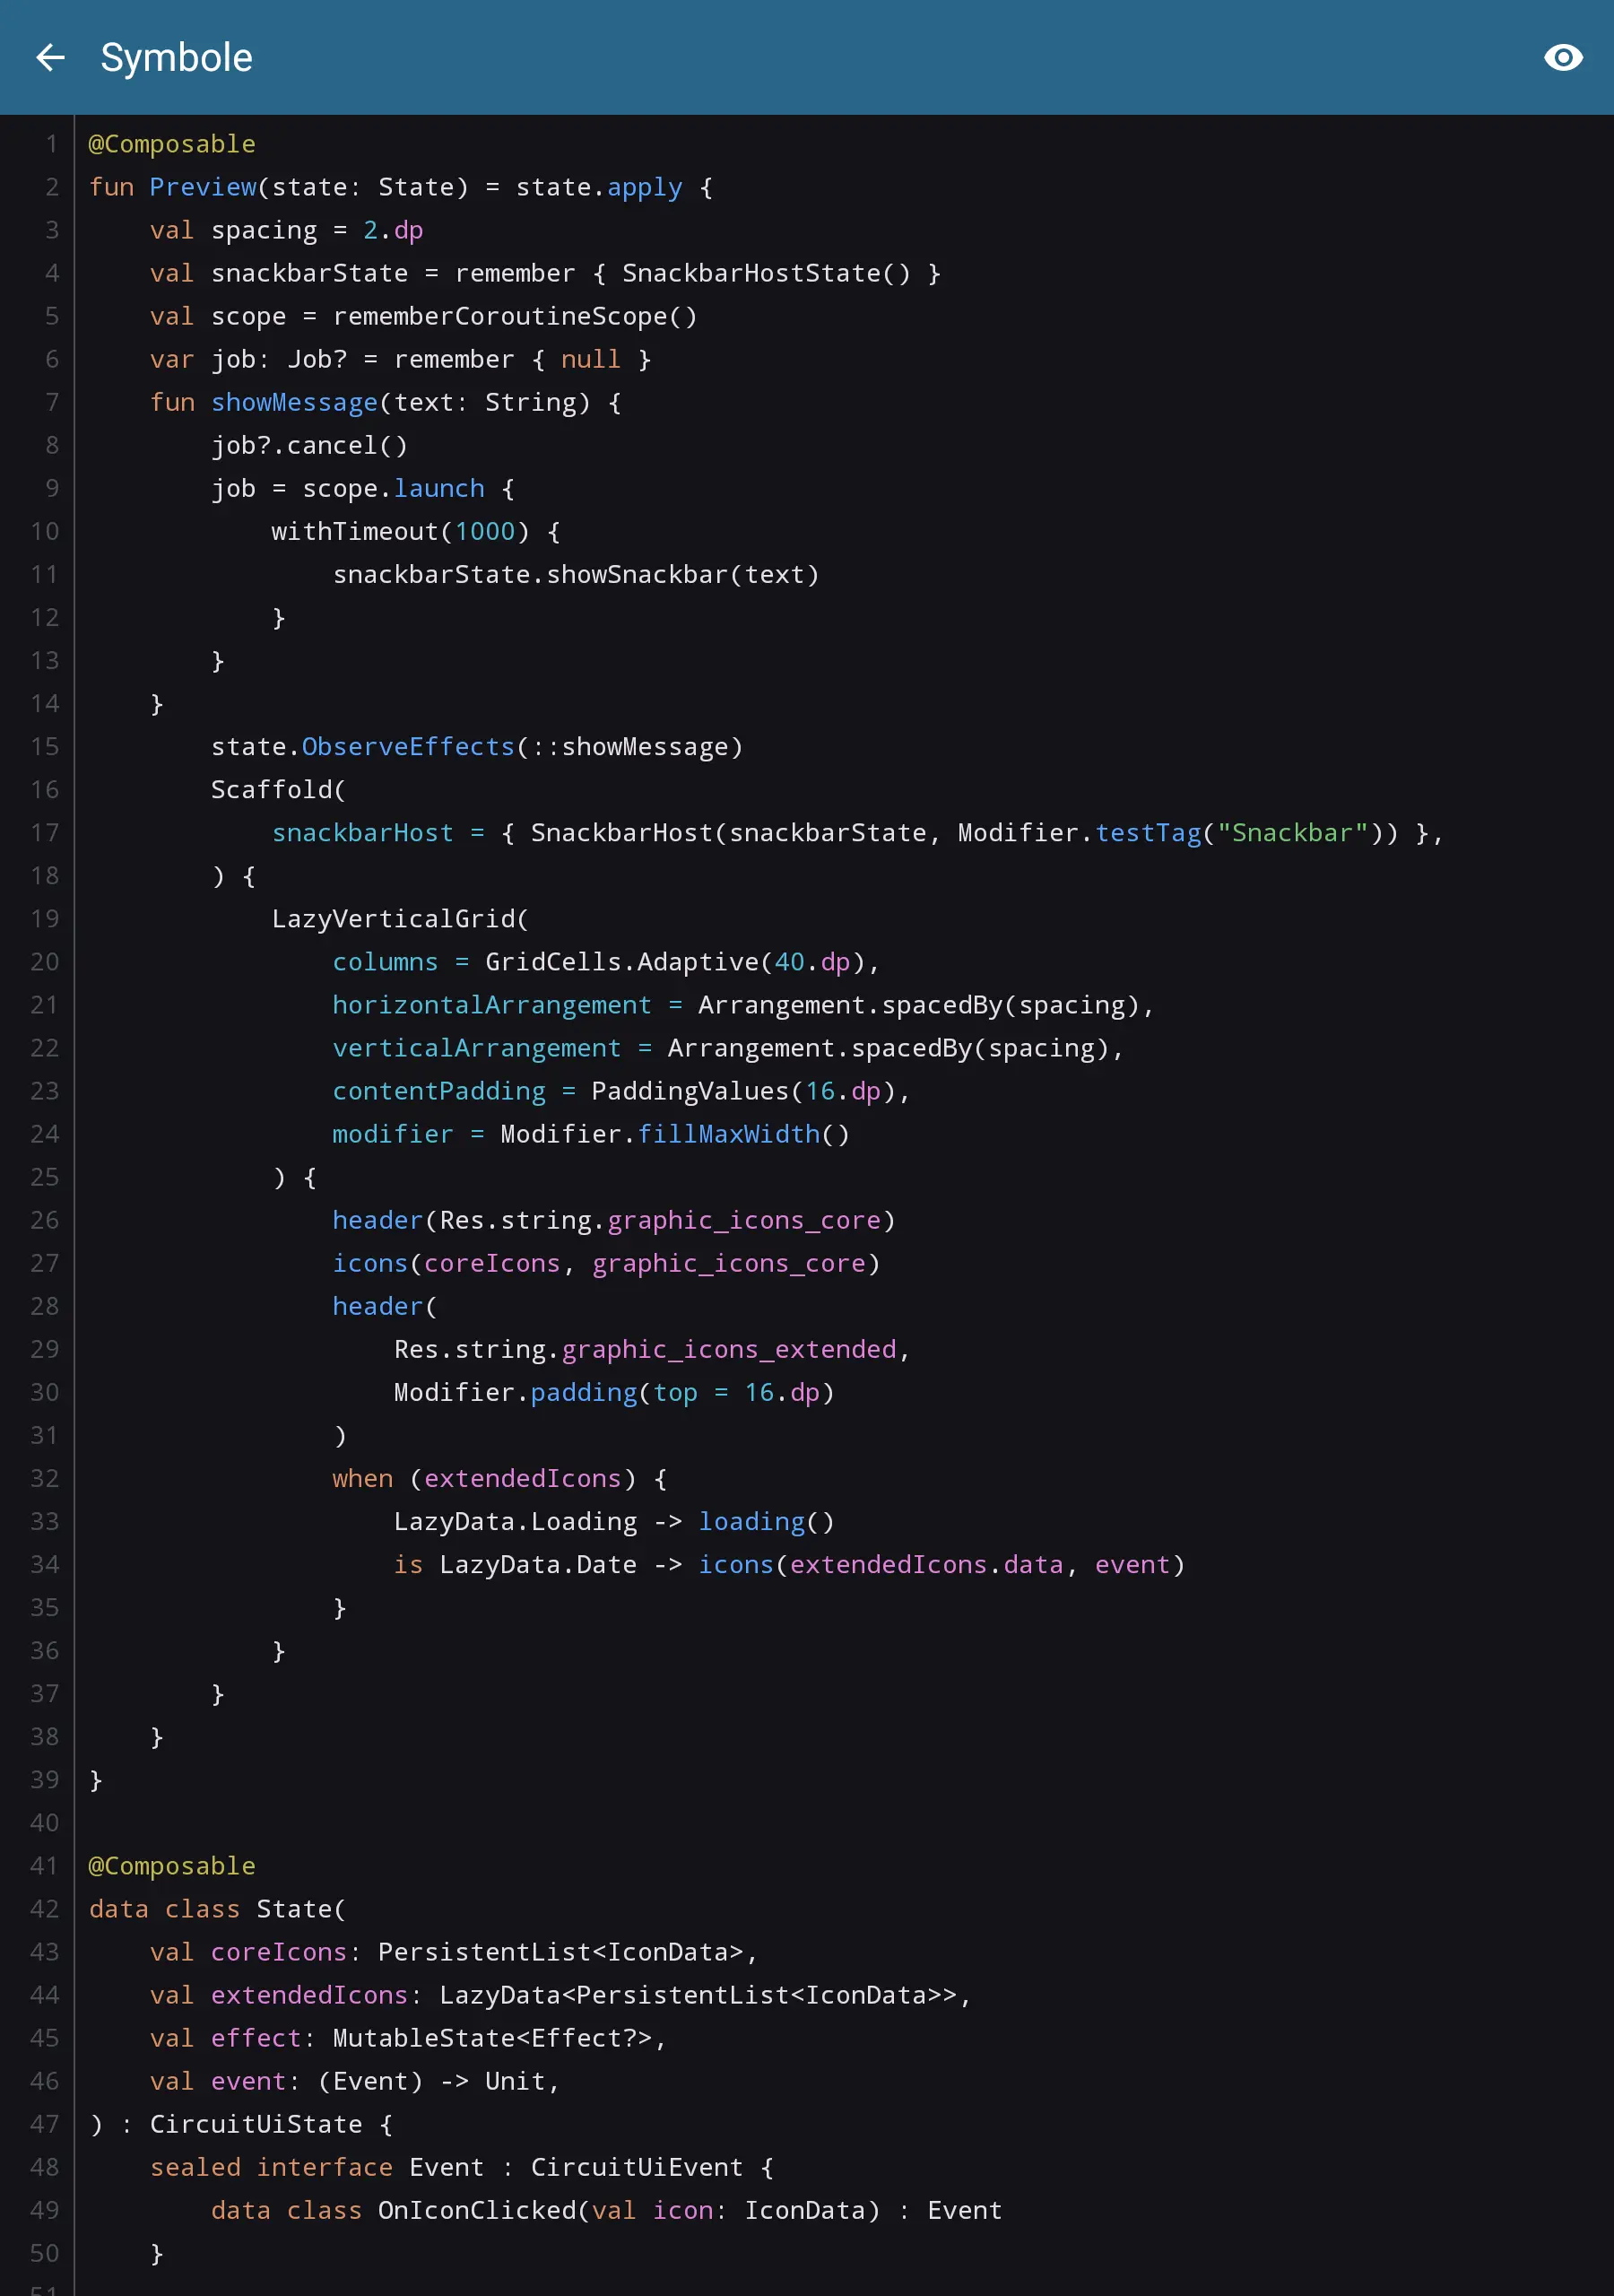 Symbole
1 @Composable
2 fun Preview(state: State) = state.apply {
3     val spacing = 2.dp
4     val snackbarState = remember { SnackbarHostState() }
5     val scope = rememberCoroutineScope()
6     var job: Job? = remember { null }
7     fun showMessage(text: String) {
8         job?.cancel()
9         job = scope.launch {
10             withTimeout(1000) {
11                 snackbarState.showSnackbar(text)
12             }
13         }
14     }
15         state.ObserveEffects(::showMessage)
16         Scaffold(
17             snackbarHost = { SnackbarHost(snackbarState, Modifier.testTag("Snackbar")) },
18         ) {
19             LazyVerticalGrid(
20                 columns = GridCells.Adaptive(40.dp),
21                 horizontalArrangement = Arrangement.spacedBy(spacing),
22                 verticalArrangement = Arrangement.spacedBy(spacing),
23                 contentPadding = PaddingValues(16.dp),
24                 modifier = Modifier.fillMaxWidth()
25             ) {
26                 header(Res.string.graphic_icons_core)
27                 icons(coreIcons, graphic_icons_core)
28                 header(
29                     Res.string.graphic_icons_extended,
30                     Modifier.padding(top = 16.dp)
31                 )
32                 when (extendedIcons) {
33                     LazyData.Loading -> loading()
34                     is LazyData.Date -> icons(extendedIcons.data, event)
35                 }
36             }
37         }
38     }
39 }
40
41 @Composable
42 data class State(
43     val coreIcons: PersistentList<IconData>,
44     val extendedIcons: LazyData<PersistentList<IconData>>,
45     val effect: MutableState<Effect?>,
46     val event: (Event) -> Unit,
47 ) : CircuitUiState {
48     sealed interface Event : CircuitUiEvent {
49         data class OnIconClicked(val icon: IconData) : Event
50     }
51